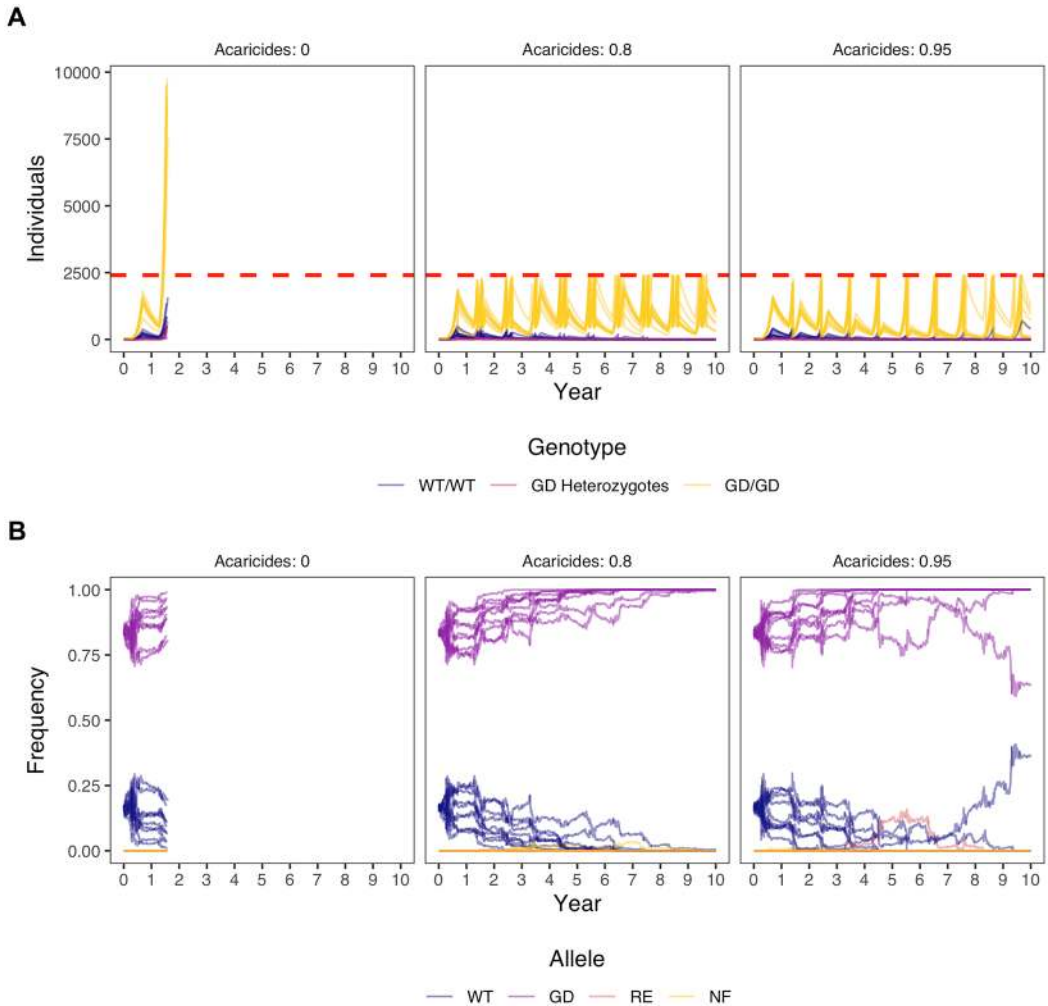 A
Acaricides: 0 Acaricides: 0.8 Acaricides: 0.95
10000
7500
5000
2500
0
Individuals
0 1 2 3 4 5 6 7 8 9 10 0 1 2 3 4 5 6 7 8 9 10 0 1 2 3 4 5 6 7 8 9 10
Year
Genotype
WT/WT GD Heterozygotes GD/GD
B
Acaricides: 0 Acaricides: 0.8 Acaricides: 0.95
1.00
0.75
0.50
0.25
0.00
Frequency
0 1 2 3 4 5 6 7 8 9 10 0 1 2 3 4 5 6 7 8 9 10 0 1 2 3 4 5 6 7 8 9 10
Year
Allele
WT GD RE NF